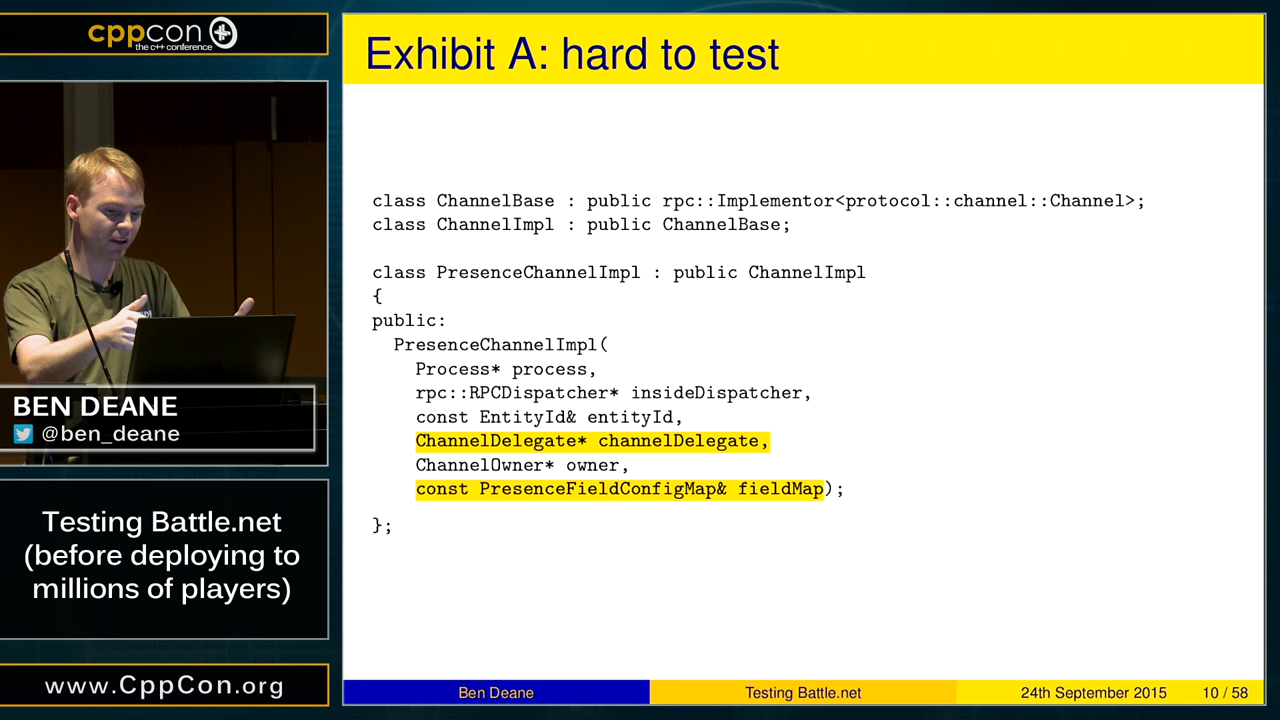 cppcon
the c++ conference
BEN DEANE
@ben_deane
Testing Battle.net
(before deploying to
millions of players)
www.CppCon.org
Exhibit A: hard to test
class ChannelBase : public rpc::Implementor<protocol::channel::Channel>;
class ChannelImpl : public ChannelBase;
class PresenceChannelImpl : public ChannelImpl
{
public:
PresenceChannelImpl(
Process* process,
rpc::RPCDispatcher* insideDispatcher,
const EntityId& entityId,
ChannelDelegate* channelDelegate,
ChannelOwner* owner,
const PresenceFieldConfigMap& fieldMap);
};
Ben Deane Testing Battle.net 24th September 2015 10 / 58